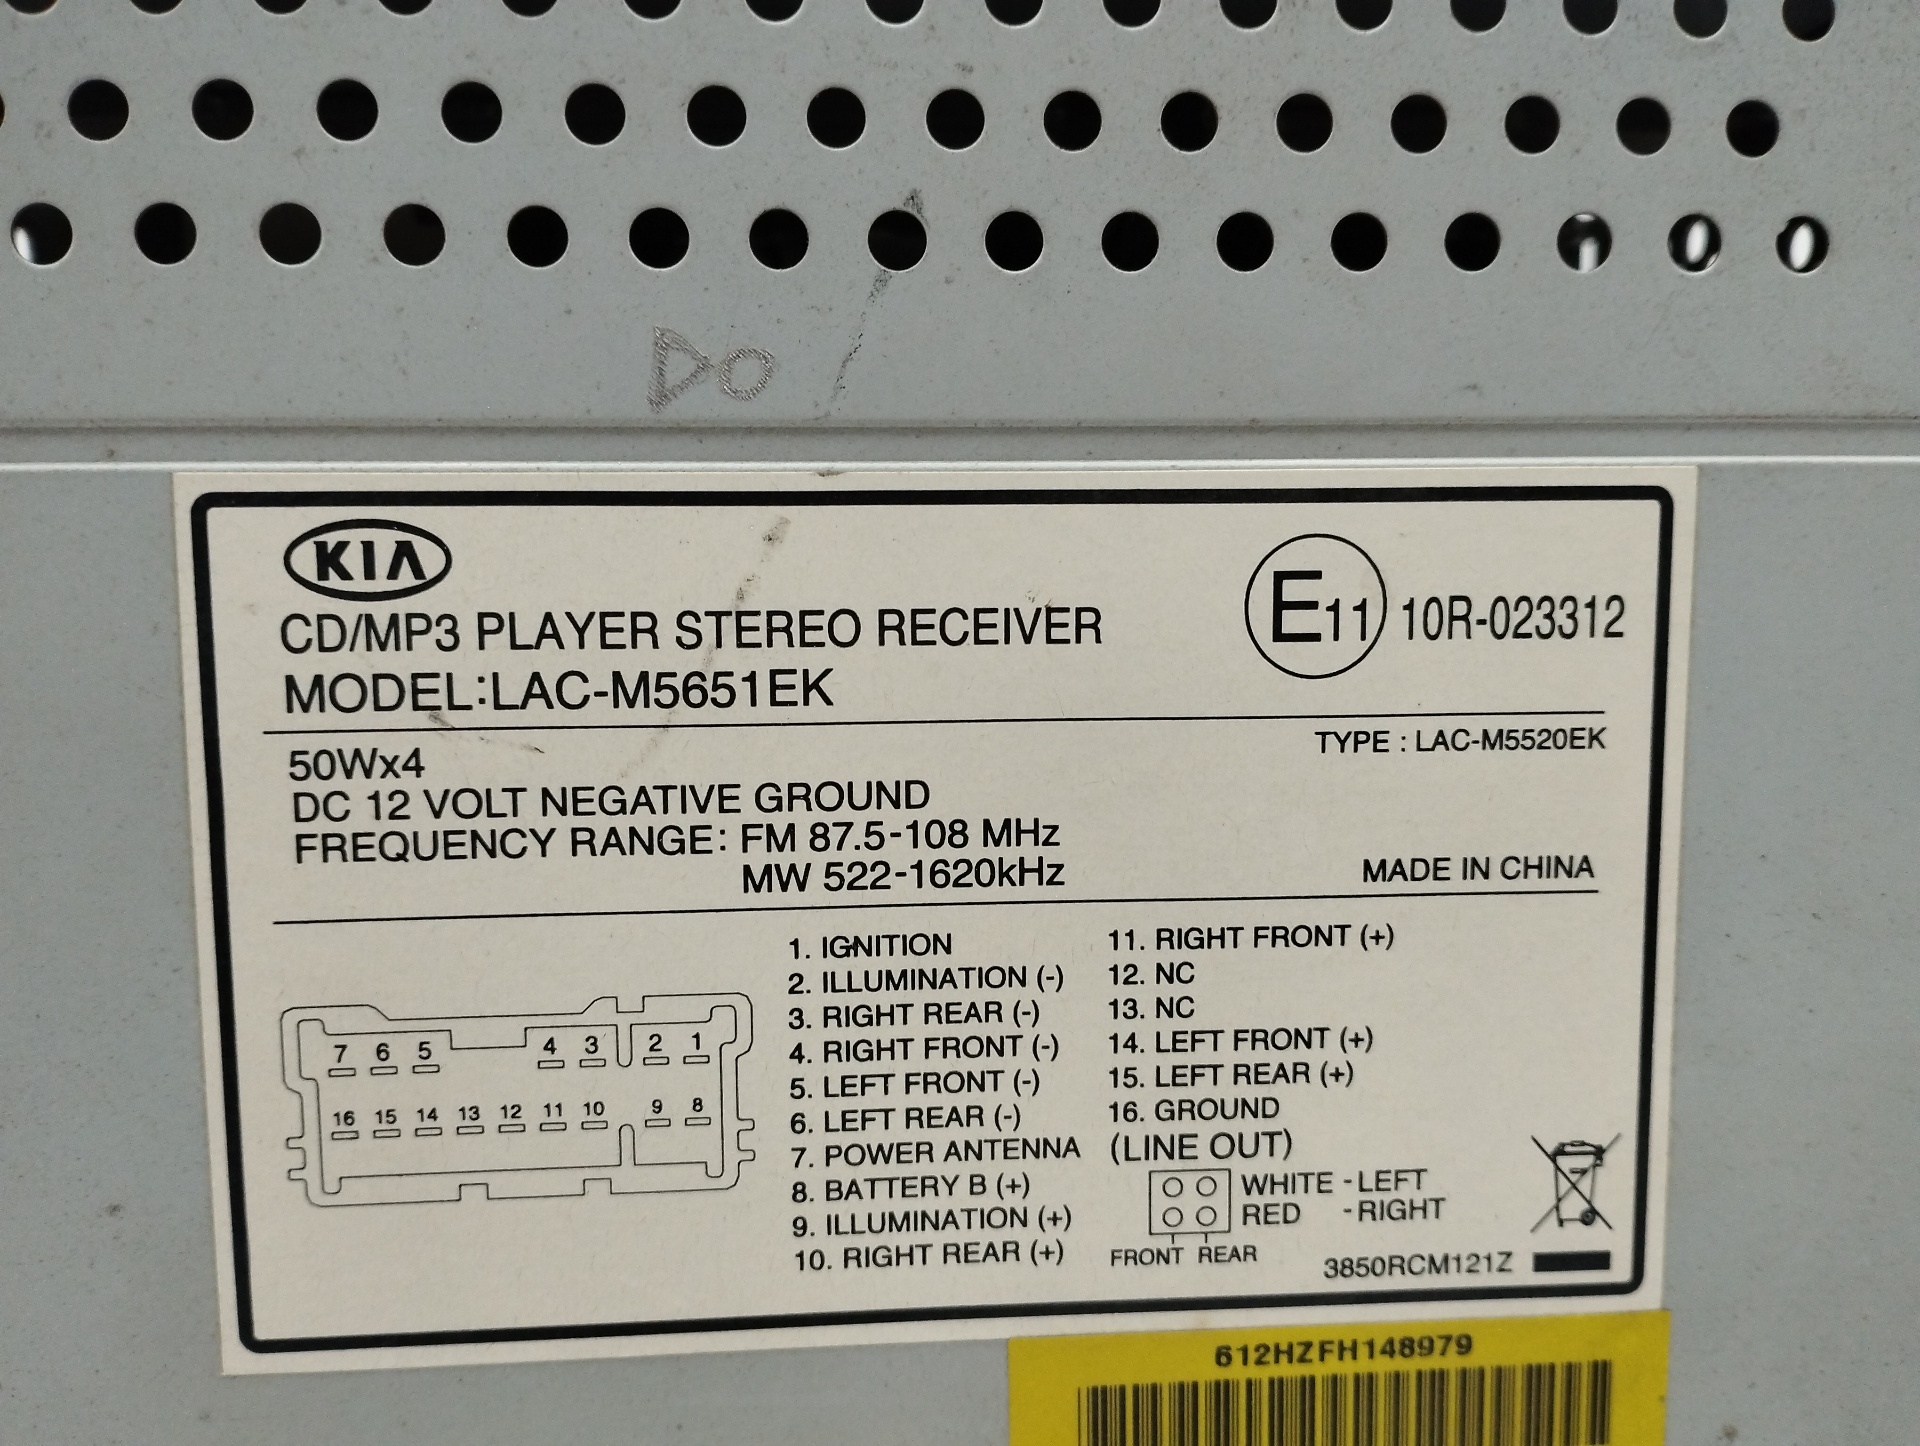 DO
KIA
CD/MP3 PLAYER STEREO RECEIVER
MODEL:LAC-M5651EK
E11 10R-023312
TYPE : LAC-M5520EK
50Wx4
DC 12 VOLT NEGATIVE GROUND
FREQUENCY RANGE: FM 87.5-108 MHz
MW 522-1620kHz
MADE IN CHINA
7 6 5 4 3 2 1
16 15 14 13 12 11 10 9 8
1. IGNITION
2. ILLUMINATION (-)
3. RIGHT REAR (-)
4. RIGHT FRONT (-)
5. LEFT FRONT (-)
6. LEFT REAR (-)
7. POWER ANTENNA
8. BATTERY B (+)
9. ILLUMINATION (+)
10. RIGHT REAR (+)
11. RIGHT FRONT (+)
12. NC
13. NC
14. LEFT FRONT (+)
15. LEFT REAR (+)
16. GROUND
(LINE OUT)
WHITE - LEFT
RED - RIGHT
FRONT REAR
3850RCM121Z
612HZFH148979